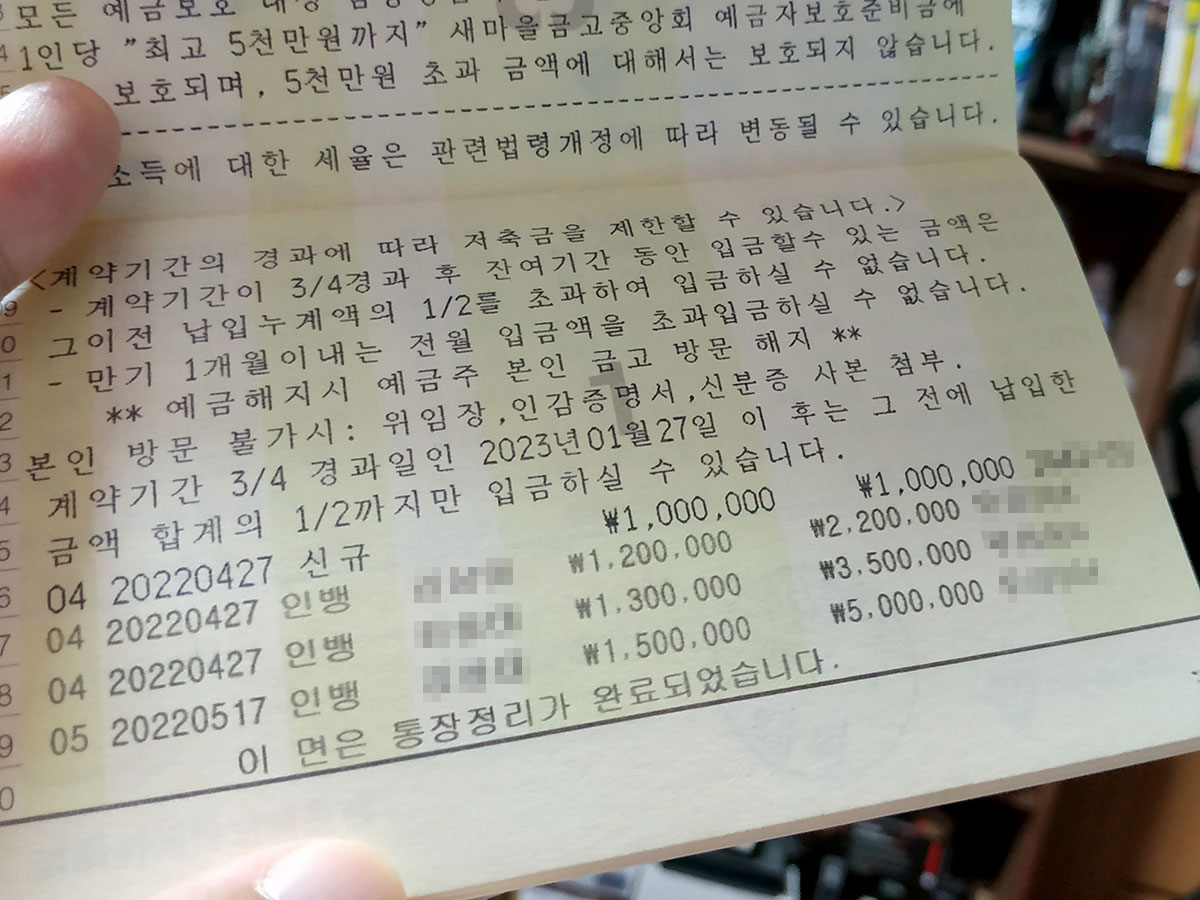 모든 예금보호 대상
1인당 "최고 5천만원까지" 새마을금고중앙회 예금자보호준비금에
보호되며, 5천만원 초과 금액에 대해서는 보호되지 않습니다.
소득에 대한 세율은 관련법령개정에 따라 변동될 수 있습니다.
<계약기간의 경과에 따라 저축금을 제한할 수 있습니다.>
9 - 계약기간이 3/4경과 후 잔여기간 동안 입금할수 있는 금액은
0 그이전 납입누계액의 1/2를 초과하여 입금하실 수 없습니다.
1 - 만기 1개월이내는 전월 입금액을 초과입금하실 수 없습니다.
2 ** 예금해지시 예금주 본인 금고 방문 해지 **
3 본인 방문 불가시: 위임장,인감증명서,신분증 사본 첨부.
4 계약기간 3/4 경과일인 2023년01월27일 이 후는 그 전에 납입한
5 금액 합계의 1/2까지만 입금하실 수 있습니다.
6 04 20220427 신규 ₩1,000,000 ₩1,000,000
7 04 20220427 인뱅 ₩1,200,000 ₩2,200,000
8 04 20220427 인뱅 ₩1,300,000 ₩3,500,000
9 05 20220517 인뱅 ₩1,500,000 ₩5,000,000
0 이 면은 통장정리가 완료되었습니다.